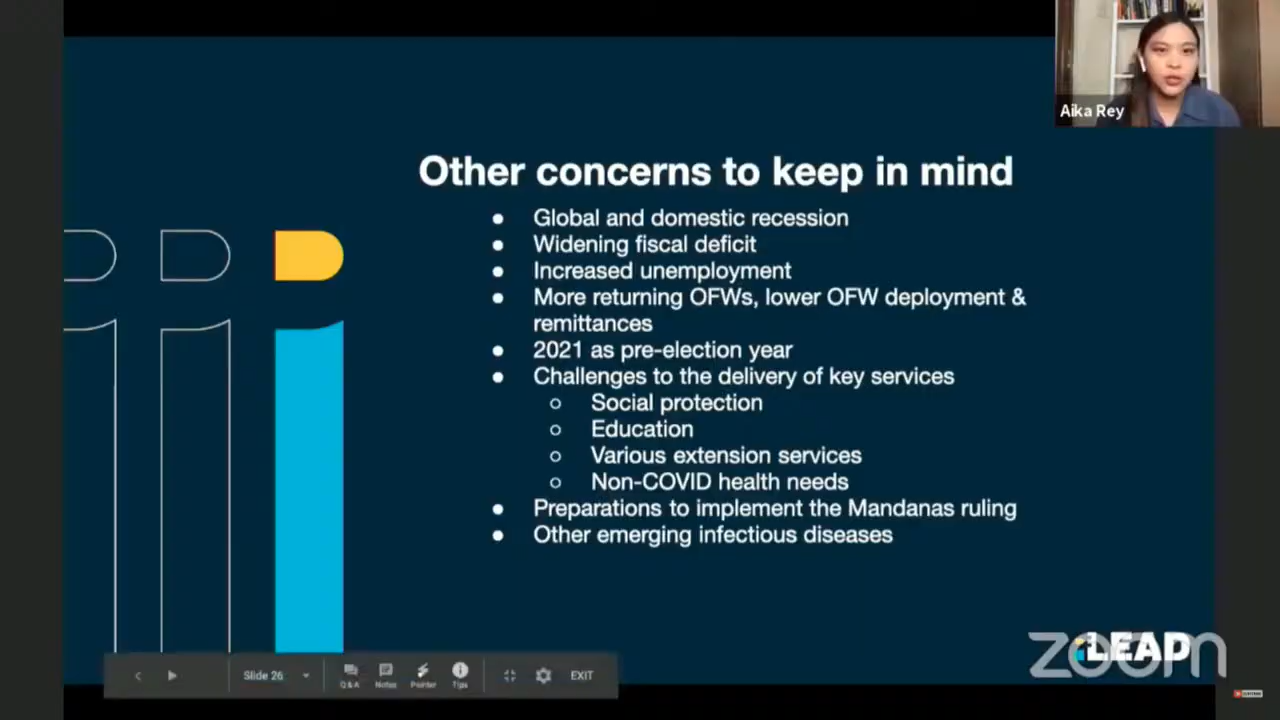 Aika Rey
Other concerns to keep in mind
● Global and domestic recession
● Widening fiscal deficit
● Increased unemployment
● More returning OFWs, lower OFW deployment &
remittances
● 2021 as pre-election year
● Challenges to the delivery of key services
○ Social protection
○ Education
○ Various extension services
○ Non-COVID health needs
● Preparations to implement the Mandanas ruling
● Other emerging infectious diseases
iLEAD
zoom
Slide 26
Q&A Notes Pointer Tips
EXIT